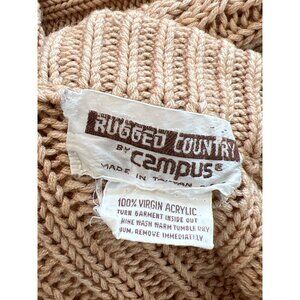 RUGGED COUNTRY
BY campus®
MADE IN TAIWAN
100% VIRGIN ACRYLIC
TURN GARMENT INSIDE OUT
MINE WASH WARM TUMBLE DRY
REMOVE IMMEDIATELY